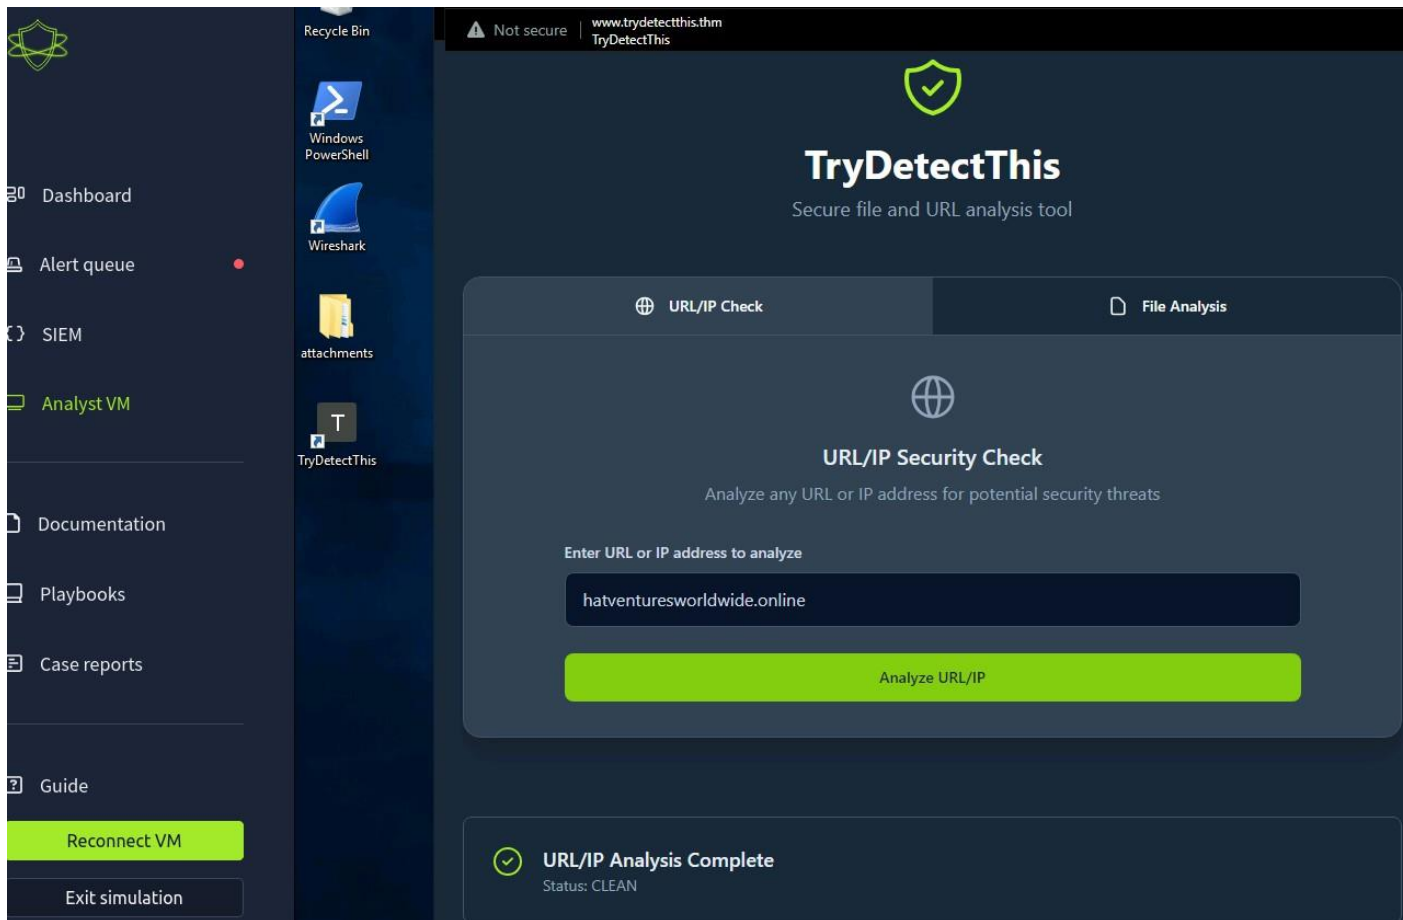 Dashboard
Alert queue
SIEM
Analyst VM
Documentation
Playbooks
Case reports
Guide
Reconnect VM
Exit simulation
Recycle Bin
Windows
PowerShell
Wireshark
attachments
T
TryDetectThis
Not secure
www.trydetectthis.thm
TryDetectThis
TryDetectThis
Secure file and URL analysis tool
URL/IP Check
File Analysis
URL/IP Security Check
Analyze any URL or IP address for potential security threats
Enter URL or IP address to analyze
hatventuresworldwide.online
Analyze URL/IP
URL/IP Analysis Complete
Status: CLEAN